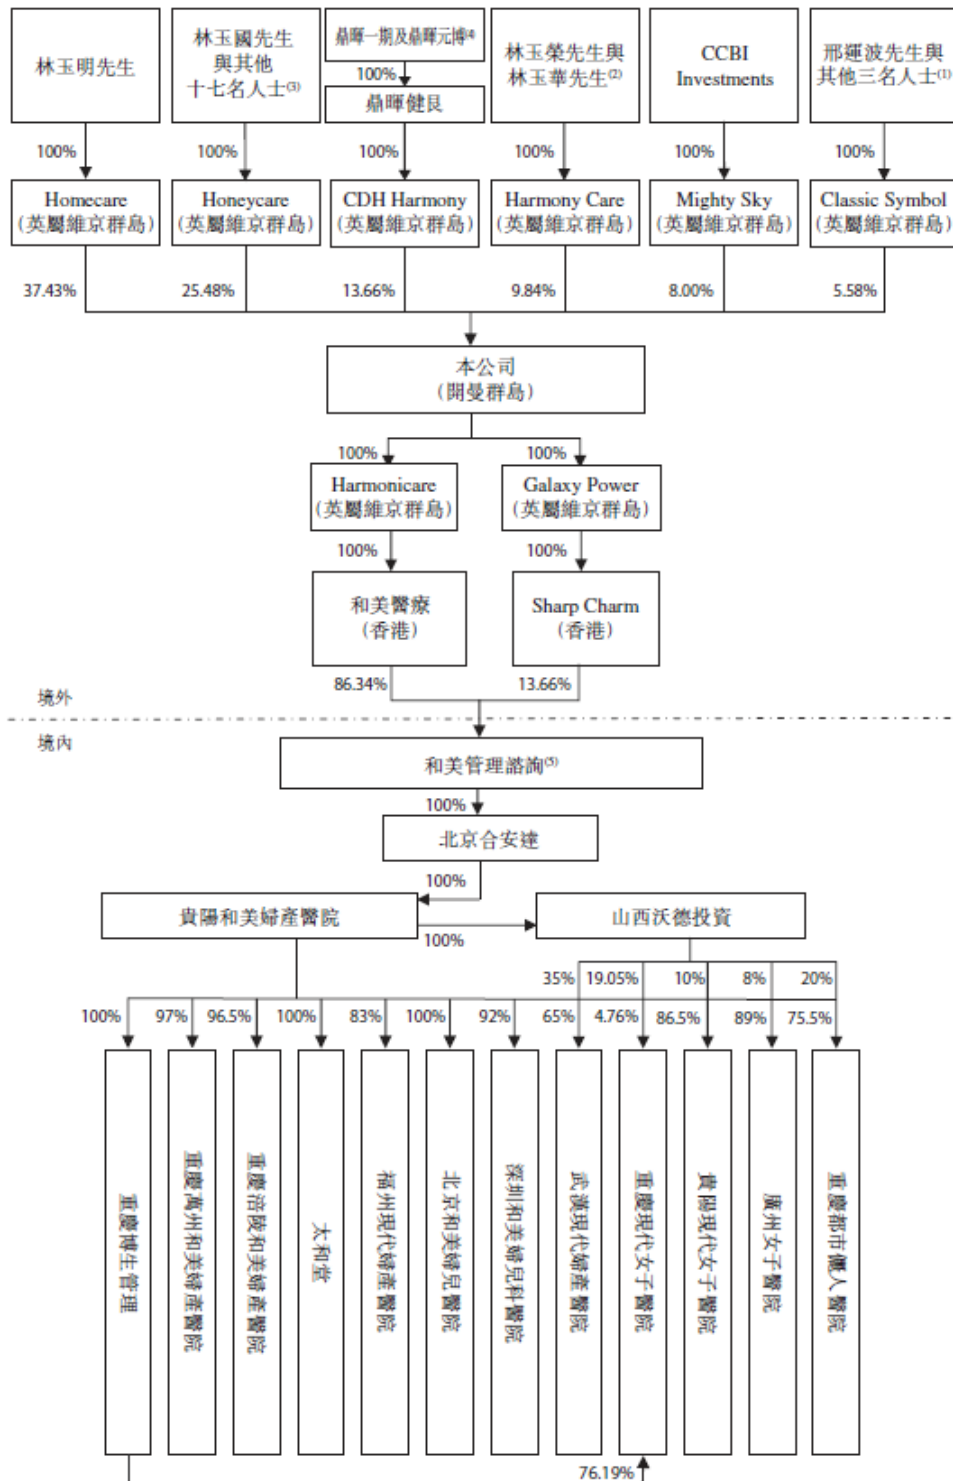 林玉明先生
林玉國先生
與其他
十七名人士(3)
鼎暉一期及鼎暉元博(4)
100%
鼎暉健良
林玉榮先生與
林玉華先生(2)
CCBI
Investments
邢運波先生與
其他三名人士(1)
100%
100%
100%
100%
100%
100%
Homecare
(英屬維京群島)
Honeycare
(英屬維京群島)
CDH Harmony
(英屬維京群島)
Harmony Care
(英屬維京群島)
Mighty Sky
(英屬維京群島)
Classic Symbol
(英屬維京群島)
37.43%
25.48%
13.66%
9.84%
8.00%
5.58%
本公司
(開曼群島)
100%
100%
Harmonicare
(英屬維京群島)
Galaxy Power
(英屬維京群島)
100%
100%
和美醫療
(香港)
Sharp Charm
(香港)
86.34%
13.66%
境外
境內
和美管理諮詢(5)
100%
北京合安達
100%
貴陽和美婦產醫院
100%
山西沃德投資
35%
19.05%
10%
8%
20%
100%
97%
96.5%
100%
83%
100%
92%
65%
4.76%
86.5%
89%
75.5%
重慶博生管理
重慶萬州和美婦產醫院
重慶涪陵和美婦產醫院
太和堂
福州現代婦產醫院
北京和美婦兒醫院
深圳和美婦兒科醫院
武漢現代婦產醫院
重慶現代女子醫院
貴陽現代女子醫院
廣州女子醫院
重慶都市儷人醫院
76.19%